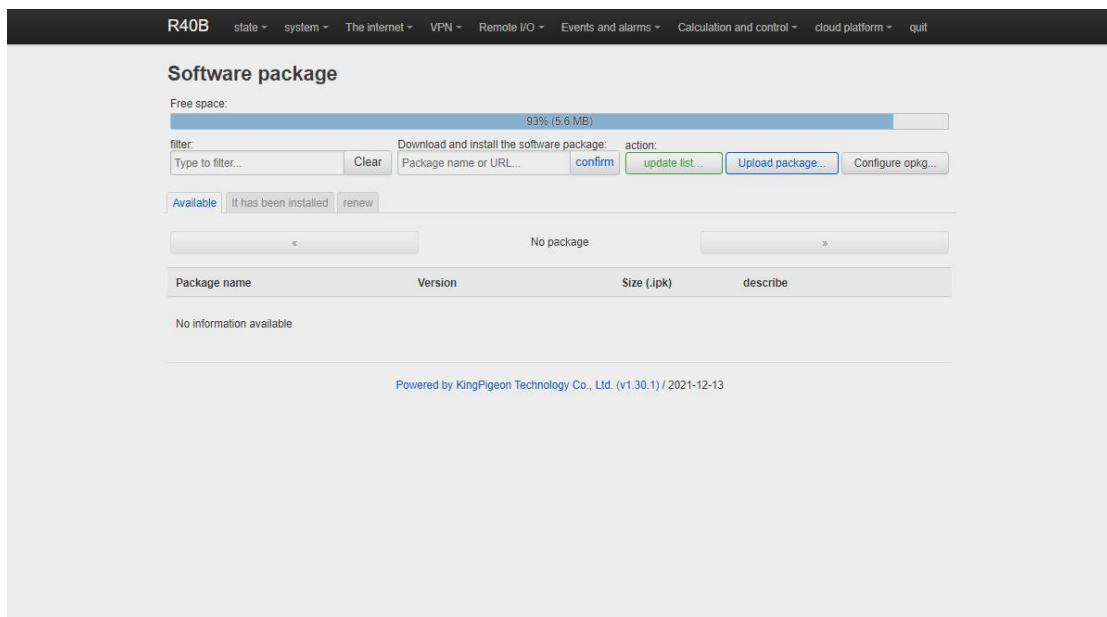 R40B state system The internet VPN Remote I/O Events and alarms Calculation and control cloud platform quit
Software package
Free space:
93% (5.6 MB)
filter: Download and install the software package: action:
Type to filter... Clear Package name or URL... confirm update list... Upload package... Configure opkg...
Available It has been installed renew
« No package »
Package name Version Size (.ipk) describe
No information available
Powered by KingPigeon Technology Co., Ltd. (v1.30.1) / 2021-12-13